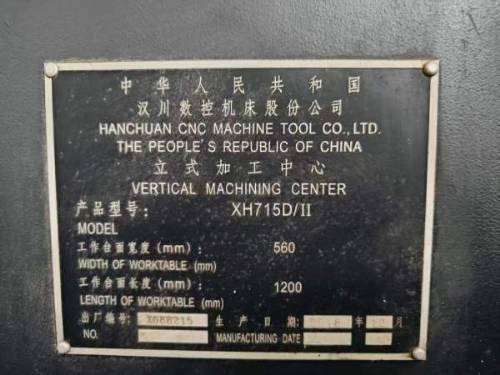 中华人民共和国
汉川数控机床股份公司
HANCHUAN CNC MACHINE TOOL CO.,LTD.
THE PEOPLE'S REPUBLIC OF CHINA
立式加工中心
VERTICAL MACHINING CENTER
产品型号: XH715D/II
MODEL
工作台面宽度(mm): 560
WIDTH OF WORKTABLE (mm)
工作台面长度(mm): 1200
LENGTH OF WORKTABLE (mm)
出厂编号: 生产日期: 年 月
NO. MANUFACTURING DATE